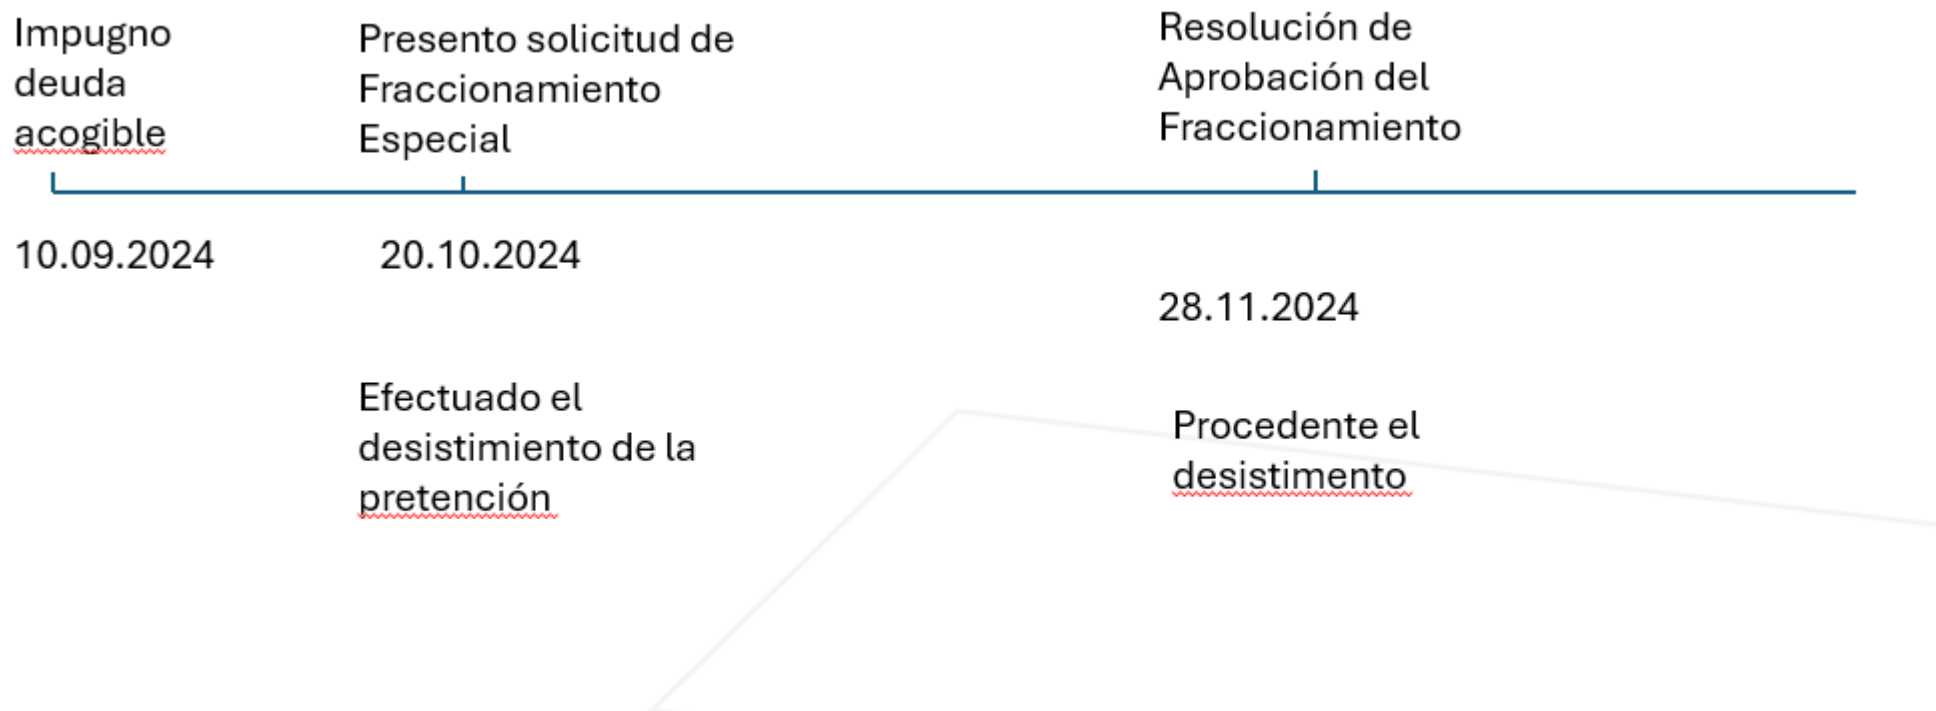 Impugno
deuda
acogible
Presento solicitud de
Fraccionamiento
Especial
Resolución de
Aprobación del
Fraccionamiento
10.09.2024
20.10.2024
28.11.2024
Efectuado el
desistimiento de la
pretención
Procedente el
desistimento